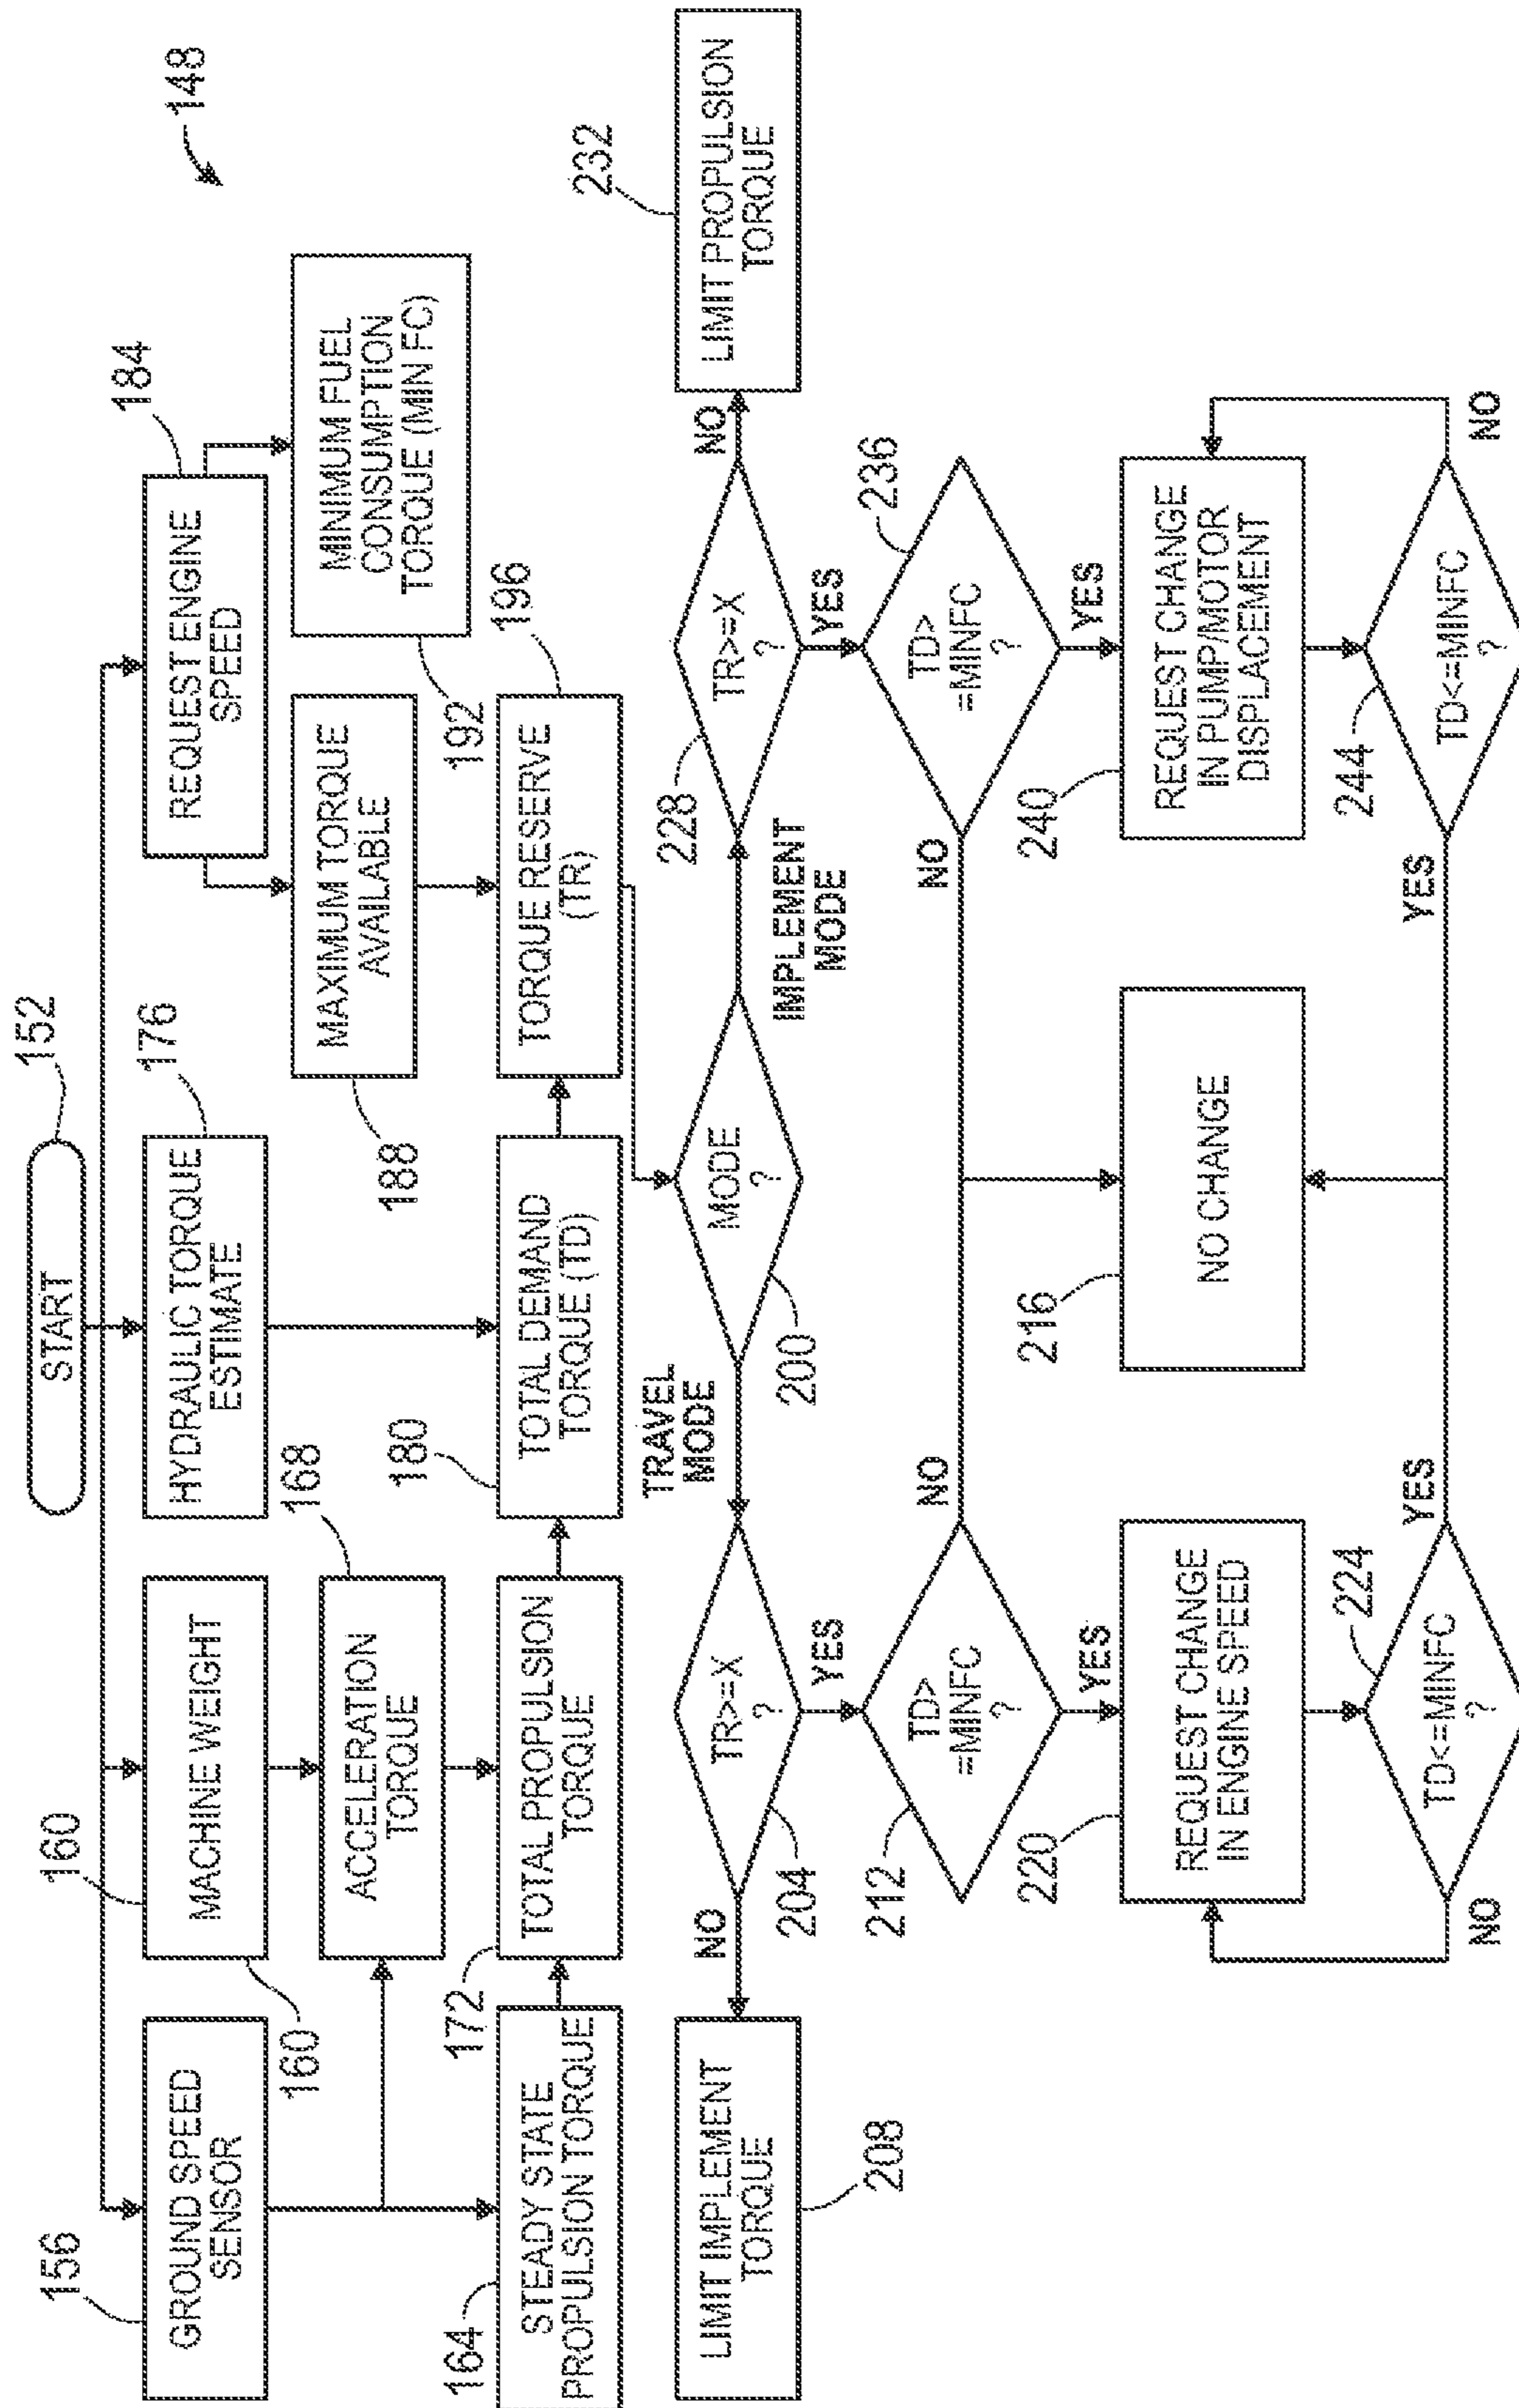 148
START
152
156
GROUND SPEED
SENSOR
160
MACHINE WEIGHT
160
HYDRAULIC TORQUE
ESTIMATE
176
REQUEST ENGINE
SPEED
184
ACCELERATION
TORQUE
168
MAXIMUM TORQUE
AVAILABLE
188
MINIMUM FUEL
CONSUMPTION
TORQUE (MIN FC)
192
164
STEADY STATE
PROPULSION TORQUE
172
TOTAL PROPULSION
TORQUE
180
TOTAL DEMAND
TORQUE (TD)
TORQUE RESERVE
(TR)
196
LIMIT IMPLEMENT
TORQUE
208
NO
TR>=X
?
204
YES
TRAVEL
MODE
MODE
?
200
IMPLEMENT
MODE
228
TR>=X
?
YES
NO
LIMIT PROPULSION
TORQUE
232
212
TD>
=MINFC
?
NO
YES
NO
TD>
=MINFC
?
236
YES
220
REQUEST CHANGE
IN ENGINE SPEED
216
NO CHANGE
240
REQUEST CHANGE
IN PUMP/MOTOR
DISPLACEMENT
NO
TD<=MINFC
?
224
YES
YES
244
TD<=MINFC
?
NO